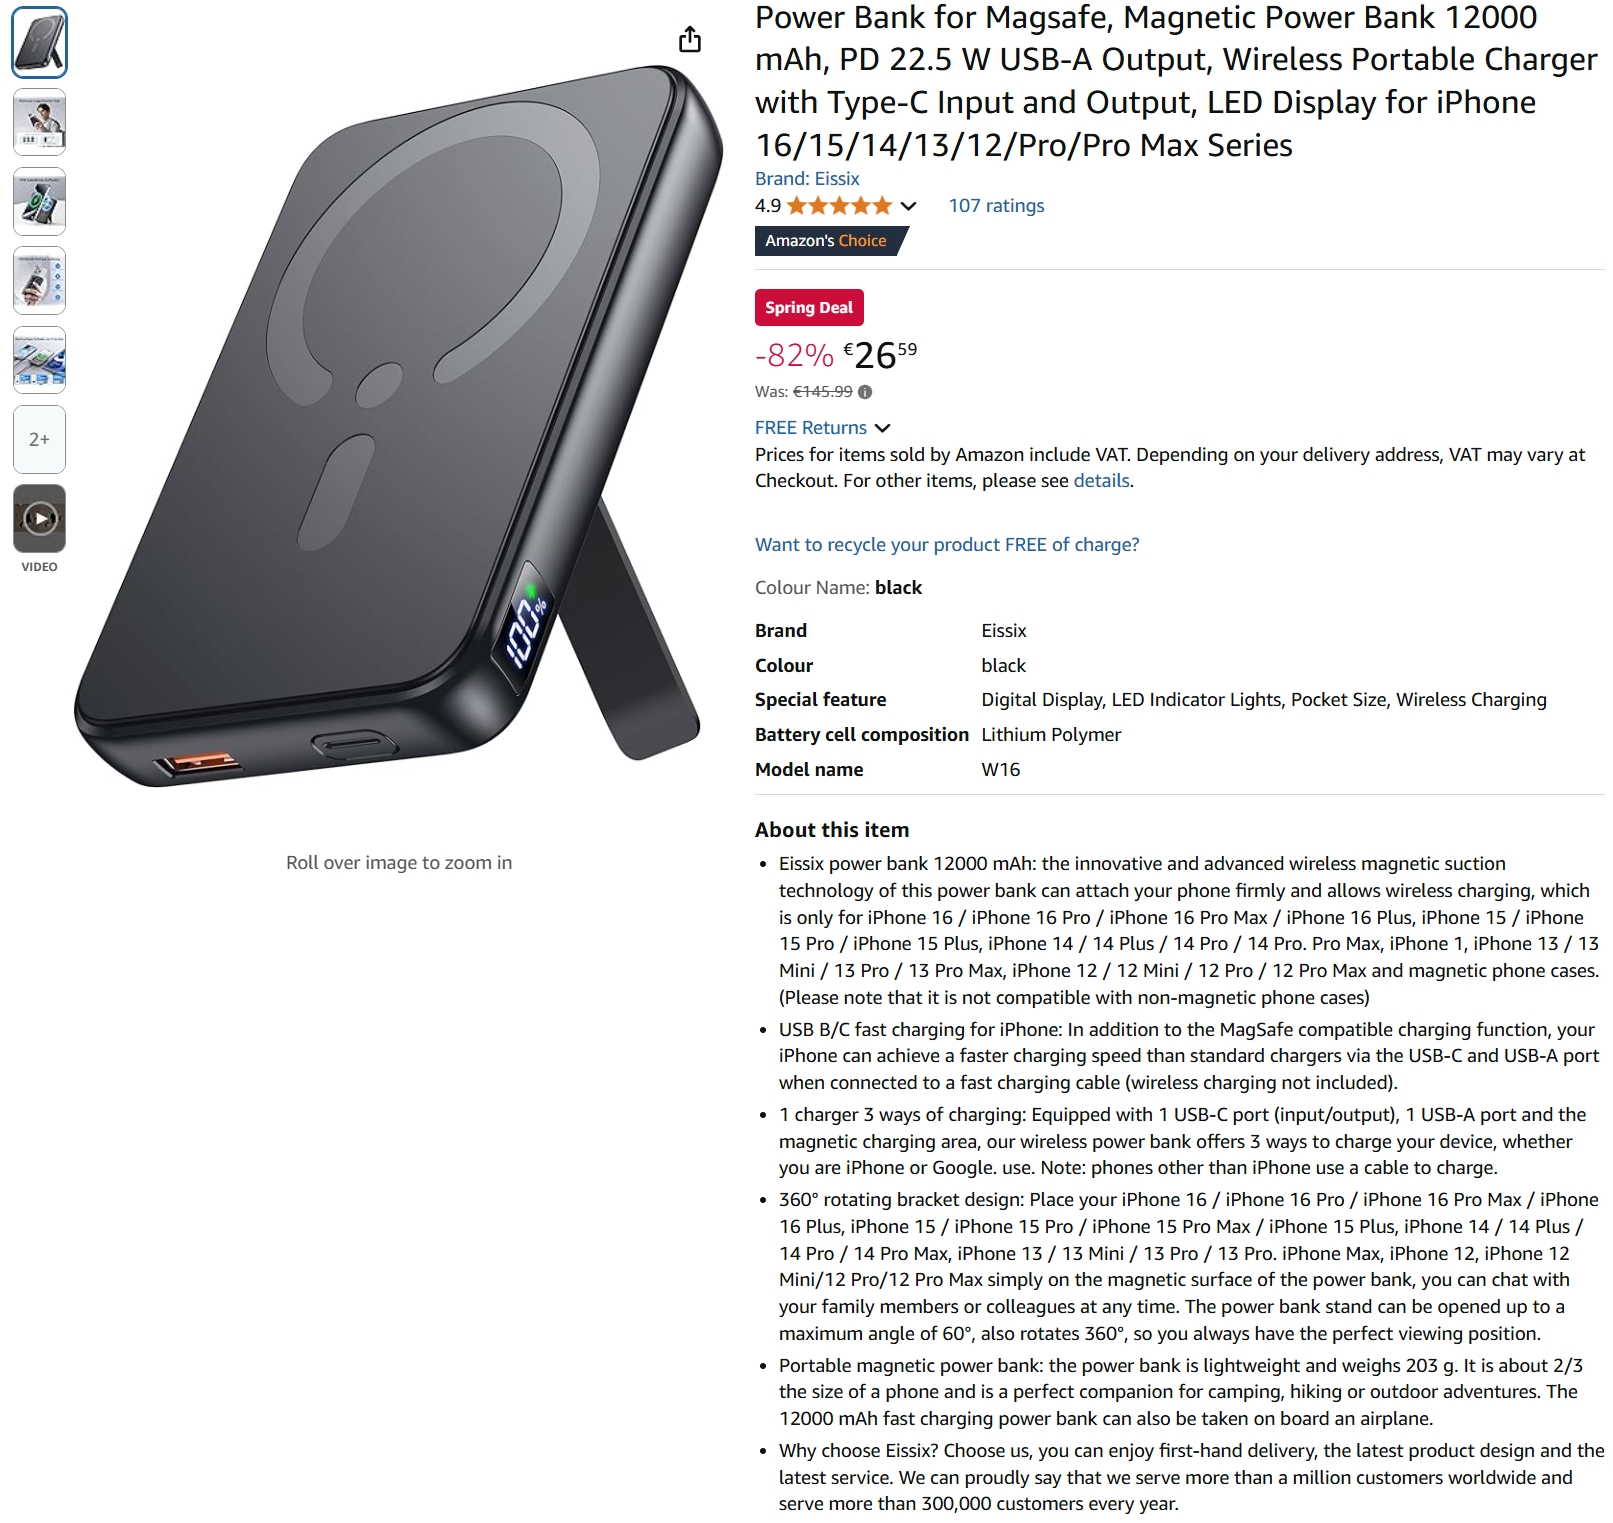 Power Bank for Magsafe, Magnetic Power Bank 12000
mAh, PD 22.5 W USB-A Output, Wireless Portable Charger
with Type-C Input and Output, LED Display for iPhone
16/15/14/13/12/Pro/Pro Max Series
Brand: Eissix
4.9
107 ratings
Amazon's Choice
Spring Deal
-82% €26 59
Was: €145.99
FREE Returns
Prices for items sold by Amazon include VAT. Depending on your delivery address, VAT may vary at
Checkout. For other items, please see details.
Want to recycle your product FREE of charge?
Colour Name: black
Brand Eissix
Colour black
Special feature Digital Display, LED Indicator Lights, Pocket Size, Wireless Charging
Battery cell composition Lithium Polymer
Model name W16
About this item
• Eissix power bank 12000 mAh: the innovative and advanced wireless magnetic suction
technology of this power bank can attach your phone firmly and allows wireless charging, which
is only for iPhone 16 / iPhone 16 Pro / iPhone 16 Pro Max / iPhone 16 Plus, iPhone 15 / iPhone
15 Pro / iPhone 15 Plus, iPhone 14 / 14 Plus / 14 Pro / 14 Pro. Pro Max, iPhone 1, iPhone 13 / 13
Mini / 13 Pro / 13 Pro Max, iPhone 12 / 12 Mini / 12 Pro / 12 Pro Max and magnetic phone cases.
(Please note that it is not compatible with non-magnetic phone cases)
• USB B/C fast charging for iPhone: In addition to the MagSafe compatible charging function, your
iPhone can achieve a faster charging speed than standard chargers via the USB-C and USB-A port
when connected to a fast charging cable (wireless charging not included).
• 1 charger 3 ways of charging: Equipped with 1 USB-C port (input/output), 1 USB-A port and the
magnetic charging area, our wireless power bank offers 3 ways to charge your device, whether
you are iPhone or Google. use. Note: phones other than iPhone use a cable to charge.
• 360° rotating bracket design: Place your iPhone 16 / iPhone 16 Pro / iPhone 16 Pro Max / iPhone
16 Plus, iPhone 15 / iPhone 15 Pro / iPhone 15 Pro Max / iPhone 15 Plus, iPhone 14 / 14 Plus /
14 Pro / 14 Pro Max, iPhone 13 / 13 Mini / 13 Pro / 13 Pro. iPhone Max, iPhone 12, iPhone 12
Mini/12 Pro/12 Pro Max simply on the magnetic surface of the power bank, you can chat with
your family members or colleagues at any time. The power bank stand can be opened up to a
maximum angle of 60°, also rotates 360°, so you always have the perfect viewing position.
• Portable magnetic power bank: the power bank is lightweight and weighs 203 g. It is about 2/3
the size of a phone and is a perfect companion for camping, hiking or outdoor adventures. The
12000 mAh fast charging power bank can also be taken on board an airplane.
• Why choose Eissix? Choose us, you can enjoy first-hand delivery, the latest product design and the
latest service. We can proudly say that we serve more than a million customers worldwide and
serve more than 300,000 customers every year.
2+
VIDEO
100%
Roll over image to zoom in